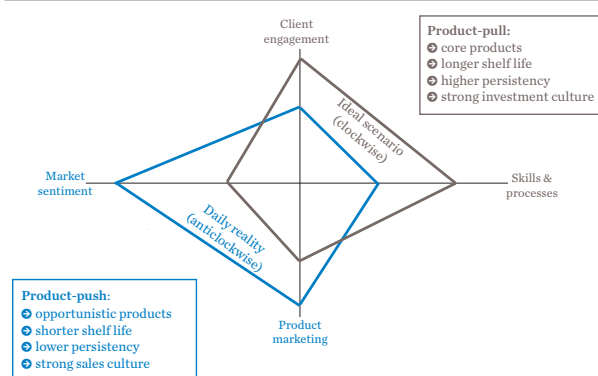 Client
engagement
Product-pull:
core products
longer shelf life
higher persistency
strong investment culture
Ideal scenario
(clockwise)
Market
sentiment
Skills &
processes
Daily reality
(anticlockwise)
Product-push:
opportunistic products
shorter shelf life
lower persistency
strong sales culture
Product
marketing